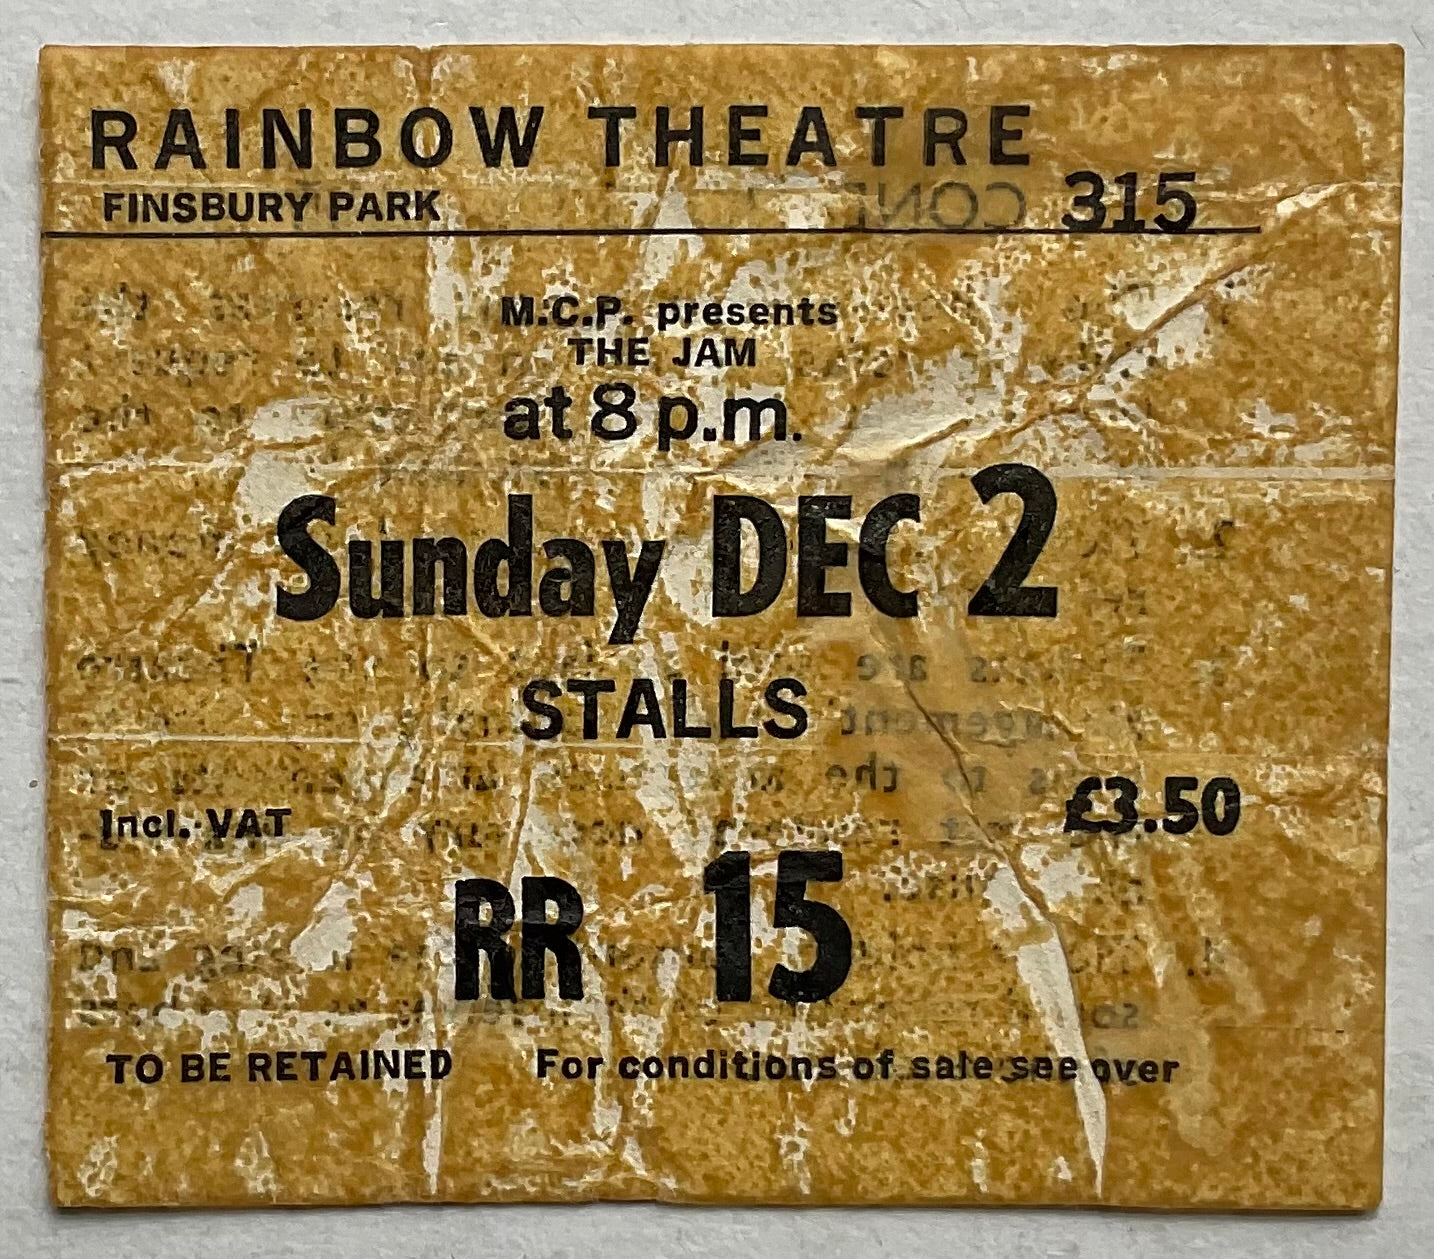 RAINBOW THEATRE
FINSBURY PARK 315
M.C.P. presents
THE JAM
at 8 p.m.
Sunday DEC 2
STALLS
Incl. VAT £3.50
RR 15
TO BE RETAINED For conditions of sale see over